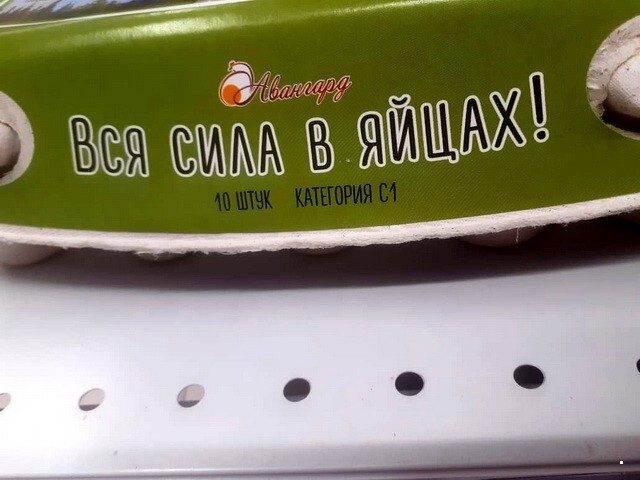 Авангард
Вся сила в яйцах!
10 штук категория С1